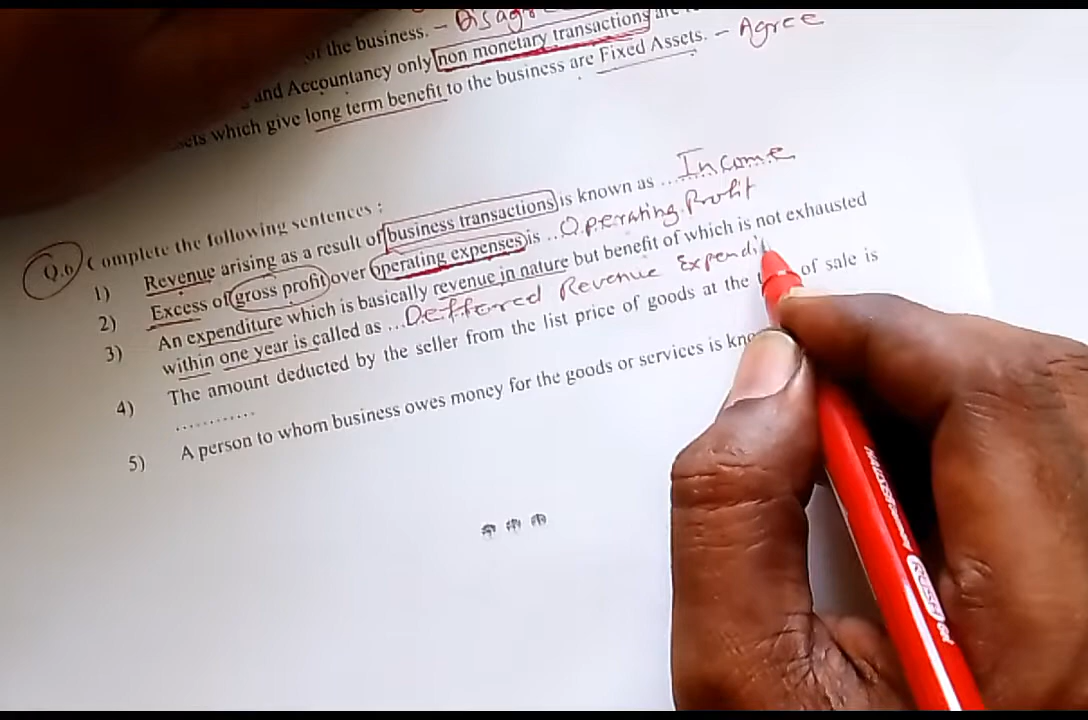 of the business. – Disagr
and Accountancy only non monetary transactions are
sets which give long term benefit to the business are Fixed Assets. – Agree
Q.6 Complete the following sentences :
1) Revenue arising as a result of business transactions is known as ... Income
2) Excess of gross profit over operating expenses is ... Operating Profit
3) An expenditure which is basically revenue in nature but benefit of which is not exhausted
within one year is called as ... Deffered Revenue Expendi
4) The amount deducted by the seller from the list price of goods at the of sale is
............
5) A person to whom business owes money for the goods or services is kno